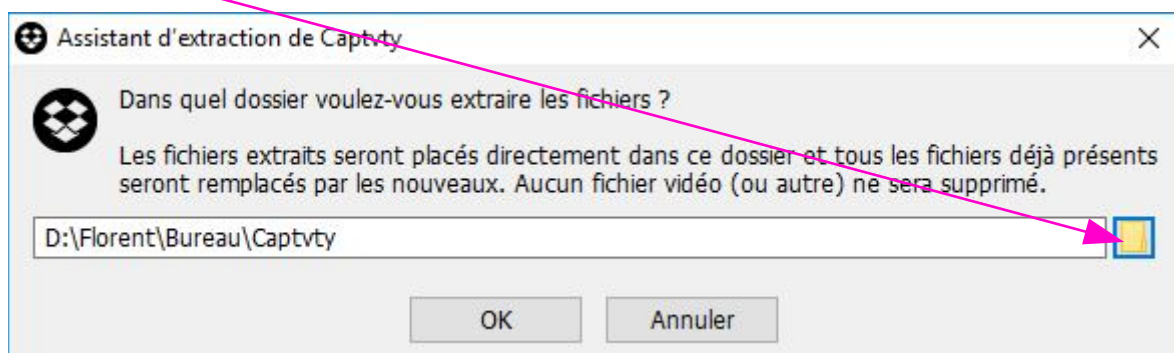 Assistant d'extraction de Captvty
Dans quel dossier voulez-vous extraire les fichiers ?
Les fichiers extraits seront placés directement dans ce dossier et tous les fichiers déjà présents
seront remplacés par les nouveaux. Aucun fichier vidéo (ou autre) ne sera supprimé.
D:\Florent\Bureau\Captvty
OK
Annuler